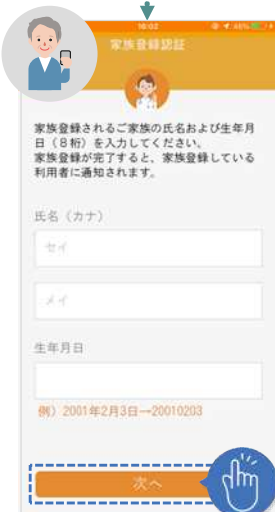 16:02
46%
家族登録認証
家族登録されるご家族の氏名および生年月
日（８桁）を入力してください。
家族登録が完了すると、家族登録している
利用者に通知されます。
氏名（カナ）
セイ
メイ
生年月日
例）2001年2月3日→20010203
次へ